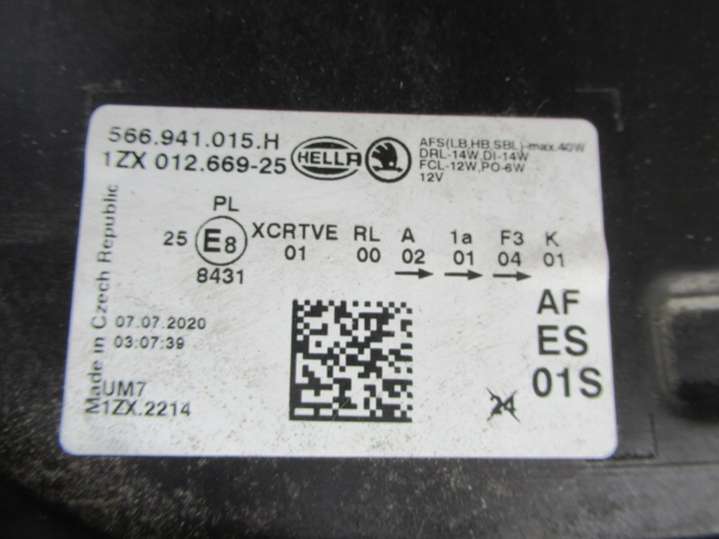 566.941.015.H
1ZX 012.669-25
HELLA
AFS(LB,HB,SBL)-max.40W
DRL-14W,DI-14W
FCL-12W,PO-6W
12V
PL
25 E8 8431
XCRTVE RL A 1a F3 K
01 00 02 01 04 01
Made in Czech Republic
07.07.2020
03:07:39
UM7
1ZX.2214
24
AF
ES
01S